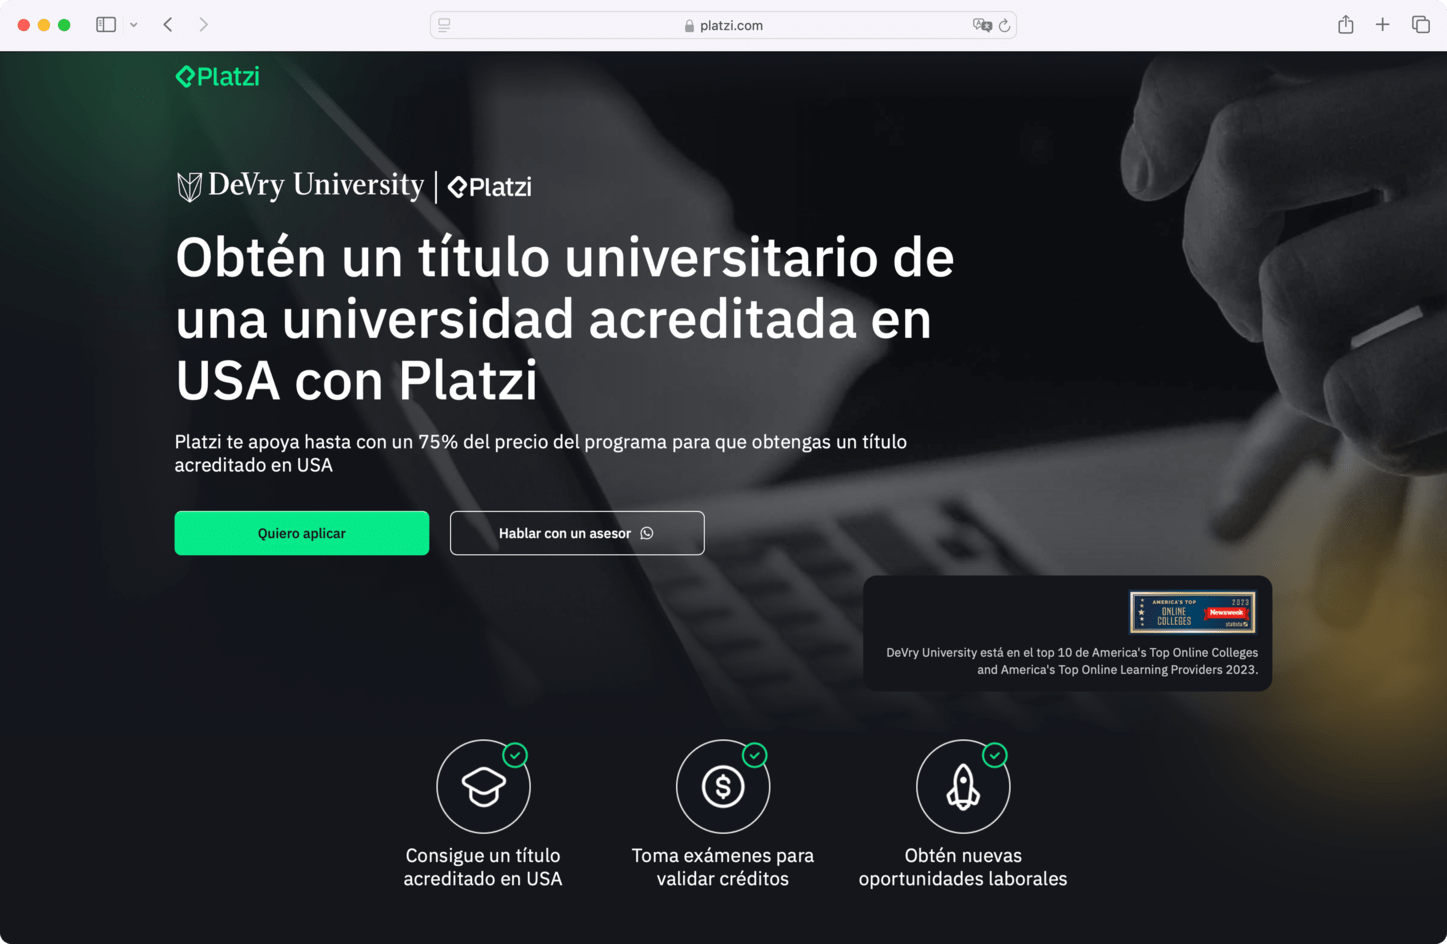 platzi.com
Platzi
DeVry University | Platzi
Obtén un título universitario de
una universidad acreditada en
USA con Platzi
Platzi te apoya hasta con un 75% del precio del programa para que obtengas un título
acreditado en USA
Quiero aplicar
Hablar con un asesor
AMERICA'S TOP
ONLINE
COLLEGES
2023
Newsweek
statista
DeVry University está en el top 10 de America's Top Online Colleges
and America's Top Online Learning Providers 2023.
Consigue un título
acreditado en USA
Toma exámenes para
validar créditos
Obtén nuevas
oportunidades laborales